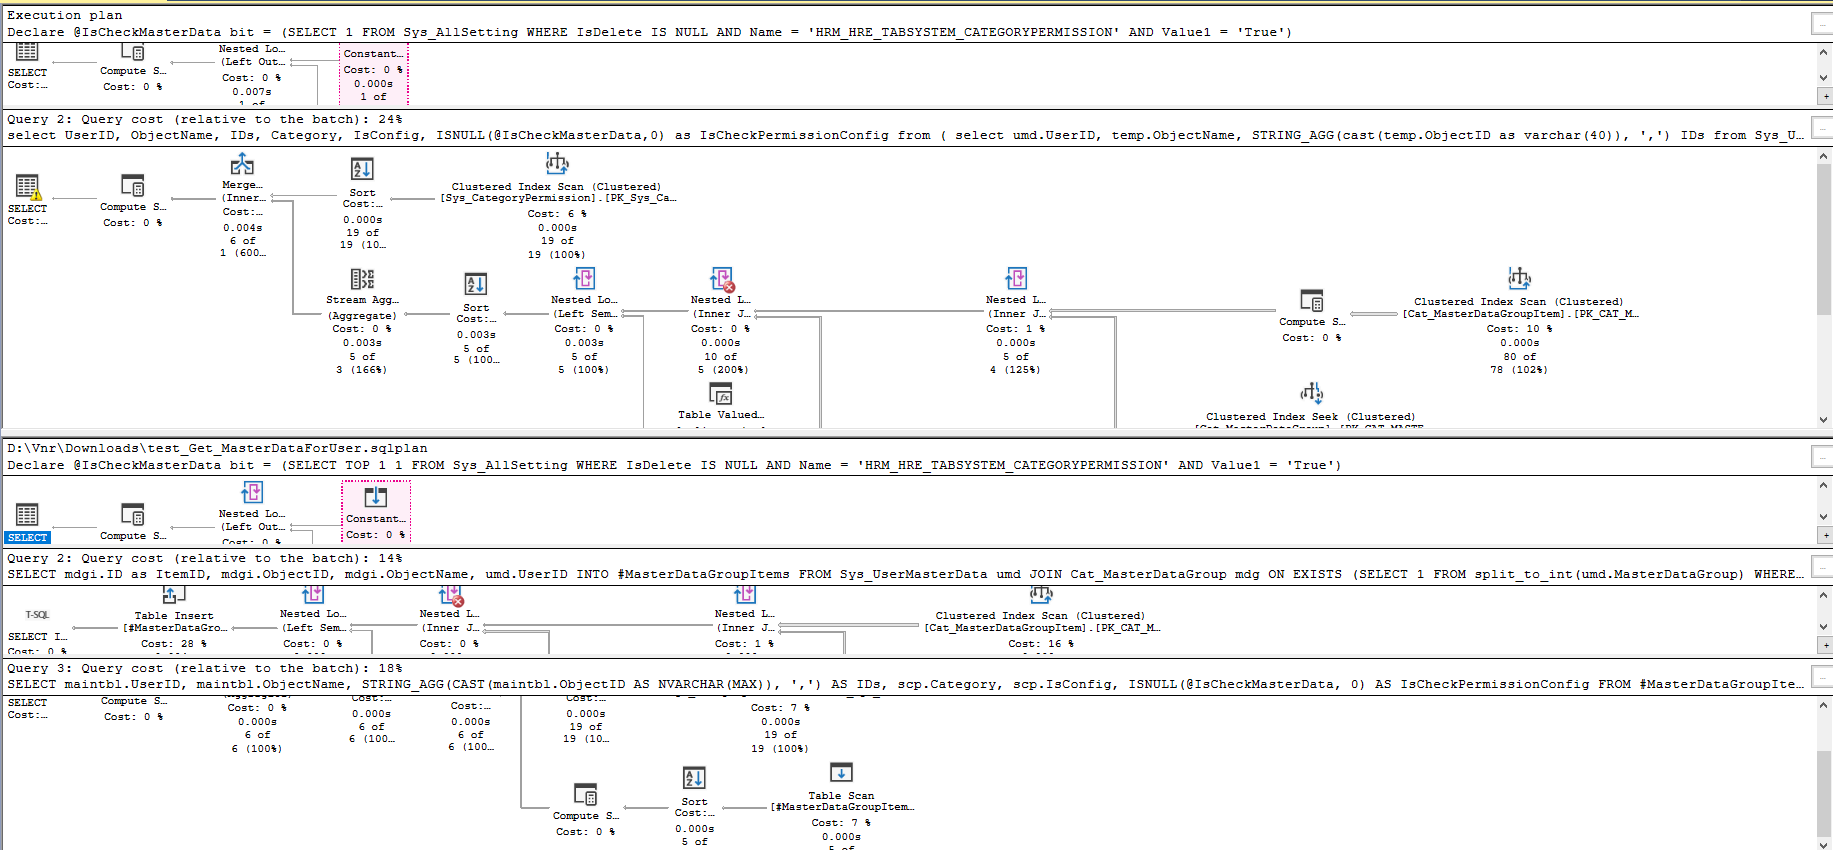 Execution plan
Declare @IsCheckMasterData bit = (SELECT 1 FROM Sys_AllSetting WHERE IsDelete IS NULL AND Name = 'HRM_HRE_TABSYSTEM_CATEGORYPERMISSION' AND Value1 = 'True')
SELECT
Cost:...
Compute S...
Cost: 0 %
Nested Lo...
(Left Out...
Cost: 0 %
0.007s
1 of
Constant...
Cost: 0 %
0.000s
1 of
Query 2: Query cost (relative to the batch): 24%
select UserID, ObjectName, IDs, Category, IsConfig, ISNULL(@IsCheckMasterData,0) as IsCheckPermissionConfig from ( select umd.UserID, temp.ObjectName, STRING_AGG(cast(temp.ObjectID as varchar(40)), ',') IDs from Sys_U...
SELECT
Cost:...
Compute S...
Cost: 0 %
Merge...
(Inner...
Cost:...
0.004s
6 of
1 (600...
Sort
Cost:...
0.000s
19 of
19 (10...
Clustered Index Scan (Clustered)
[Sys_CategoryPermission].[PK_Sys_Ca...
Cost: 6 %
0.000s
19 of
19 (100%)
Stream Agg...
(Aggregate)
Cost: 0 %
0.003s
5 of
3 (166%)
Sort
Cost:...
0.003s
5 of
5 (100...
Nested Lo...
(Left Sem...
Cost: 0 %
0.003s
5 of
5 (100%)
Nested L...
(Inner J...
Cost: 0 %
0.000s
10 of
5 (200%)
Nested L...
(Inner J...
Cost: 1 %
0.000s
5 of
4 (125%)
Compute S...
Cost: 0 %
Clustered Index Scan (Clustered)
[Cat_MasterDataGroupItem].[PK_CAT_M...
Cost: 10 %
0.000s
80 of
78 (102%)
Table Valued...
Clustered Index Seek (Clustered)
[Cat_MasterDataGroup].[PK_CAT_MASTE...
D:\Vnr\Downloads\test_Get_MasterDataForUser.sqlplan
Declare @IsCheckMasterData bit = (SELECT TOP 1 1 FROM Sys_AllSetting WHERE IsDelete IS NULL AND Name = 'HRM_HRE_TABSYSTEM_CATEGORYPERMISSION' AND Value1 = 'True')
SELECT
Compute S...
Nested Lo...
(Left Out...
Cost: 0 %
Constant...
Cost: 0 %
Query 2: Query cost (relative to the batch): 14%
SELECT mdgi.ID as ItemID, mdgi.ObjectID, mdgi.ObjectName, umd.UserID INTO #MasterDataGroupItems FROM Sys_UserMasterData umd JOIN Cat_MasterDataGroup mdg ON EXISTS (SELECT 1 FROM split_to_int(umd.MasterDataGroup) WHERE...
T-SQL
SELECT I...
Cost: 0 %
Table Insert
[#MasterDataGro...
Cost: 28 %
Nested Lo...
(Left Sem...
Cost: 0 %
Nested L...
(Inner J...
Cost: 0 %
Nested L...
(Inner J...
Cost: 1 %
Clustered Index Scan (Clustered)
[Cat_MasterDataGroupItem].[PK_CAT_M...
Cost: 16 %
Query 3: Query cost (relative to the batch): 18%
SELECT maintbl.UserID, maintbl.ObjectName, STRING_AGG(CAST(maintbl.ObjectID AS NVARCHAR(MAX)), ',') AS IDs, scp.Category, scp.IsConfig, ISNULL(@IsCheckMasterData, 0) AS IsCheckPermissionConfig FROM #MasterDataGroupIte...
SELECT
Cost:...
Compute S...
Cost: 0 %
(Aggregate)
Cost: 0 %
0.000s
6 of
6 (100%)
Cost:...
0.000s
6 of
6 (100...
Cost:...
0.000s
6 of
6 (100...
Cost:...
0.000s
19 of
19 (10...
Cost: 7 %
0.000s
19 of
19 (100%)
Compute S...
Cost: 0 %
Sort
Cost:...
0.000s
5 of
Table Scan
[#MasterDataGroupItem...
Cost: 7 %
0.000s
5 of